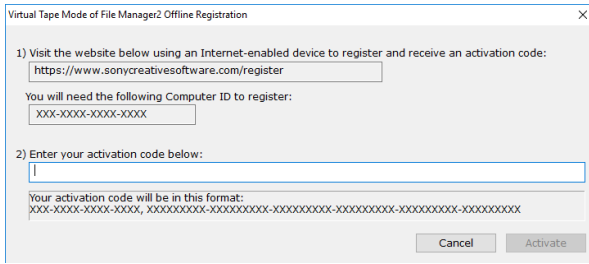 Virtual Tape Mode of File Manager2 Offline Registration
1) Visit the website below using an Internet-enabled device to register and receive an activation code:
https://www.sonycreativesoftware.com/register
You will need the following Computer ID to register:
XXX-XXXX-XXXX-XXXX
2) Enter your activation code below:
Your activation code will be in this format:
XXX-XXXX-XXXX-XXXX, XXXXXXXXX-XXXXXXXXX-XXXXXXXXX-XXXXXXXXX-XXXXXXXXX-XXXXXXXXX
Cancel Activate